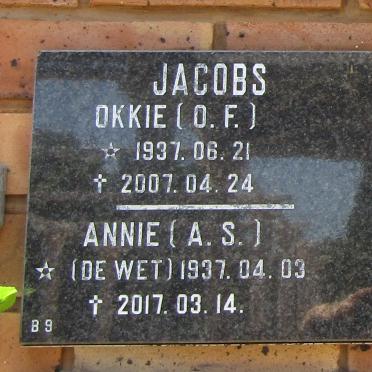 JACOBS
OKKIE (O. F.)
☆ 1937. 06. 21
✝ 2007. 04. 24
ANNIE (A. S.)
☆ (DE WET) 1937. 04. 03
✝ 2017. 03. 14.
B 9